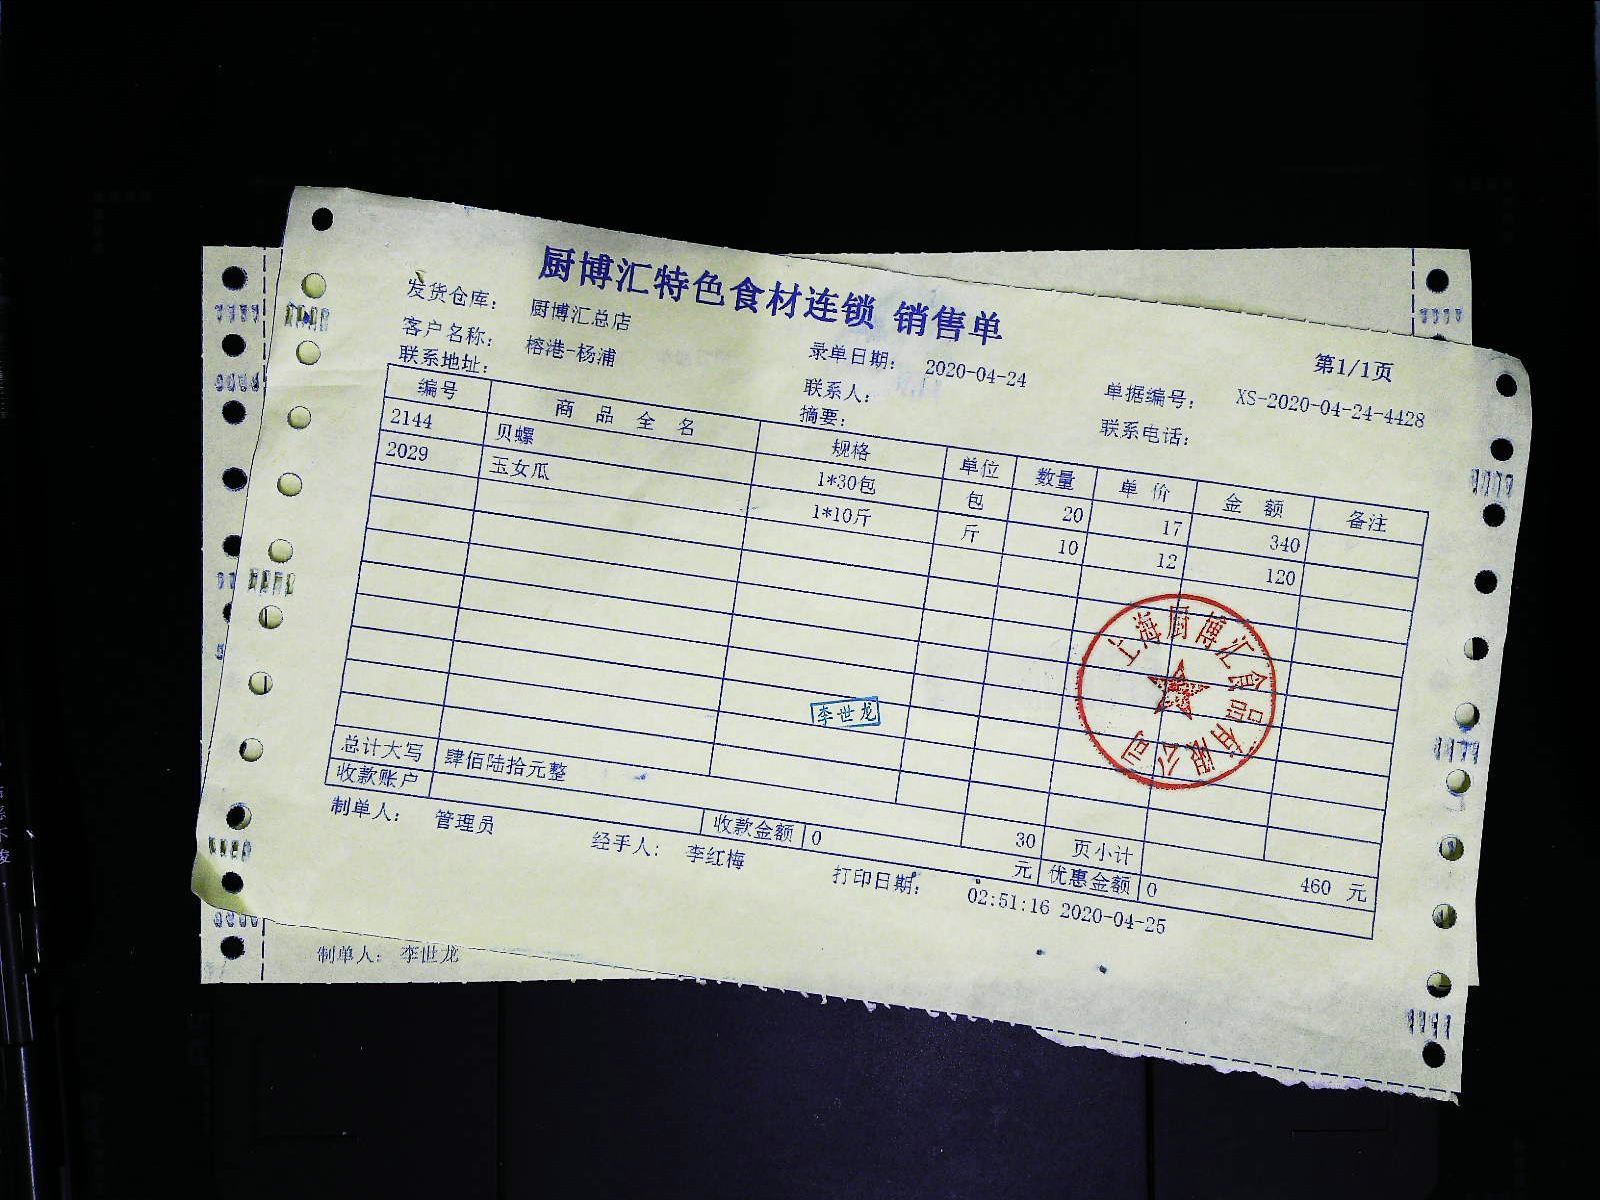 厨博汇特色食材连锁 销售单
第1/1页
发货仓库： 厨博汇总店
录单日期： 2020-04-24
单据编号： XS-2020-04-24-4428
客户名称： 榕港-杨浦
联系人：
联系电话：
联系地址：
摘要：
编号 商品全名 规格 单位 数量 单价 金额 备注
2144 贝螺 1*30包 包 20 17 340
2029 玉女瓜 1*10斤 斤 10 12 120
上海厨博汇食品有限公司
李世龙
总计大写 肆佰陆拾元整 30 页小计 460 元
收款账户 收款金额 0 元 优惠金额 0
制单人： 管理员 经手人： 李红梅 打印日期： 02:51:16 2020-04-25
制单人： 李世龙